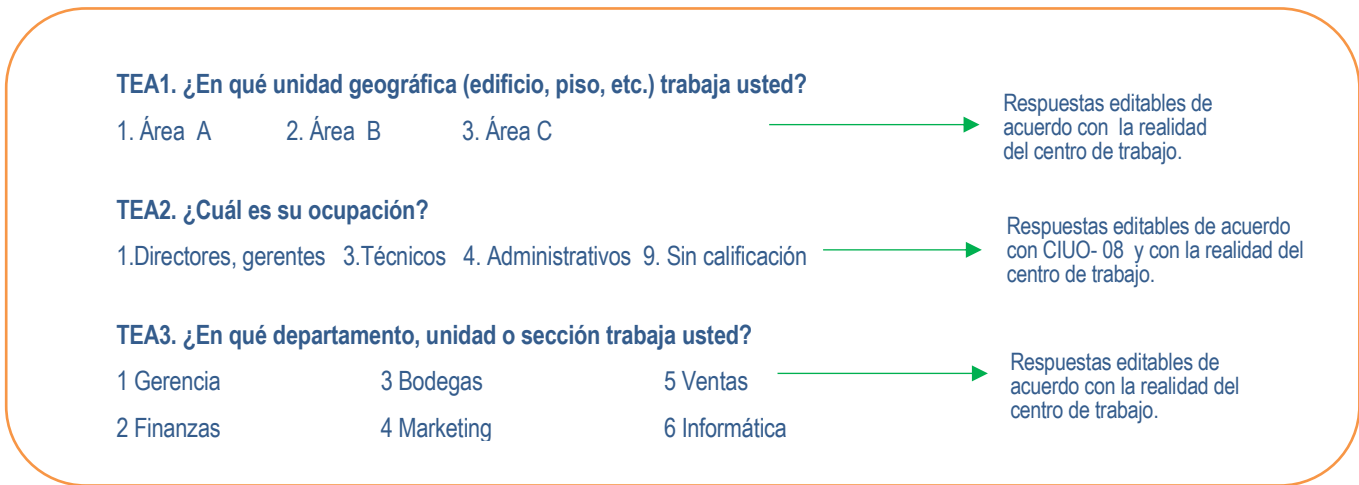 TEA1. ¿En qué unidad geográfica (edificio, piso, etc.) trabaja usted?
1. Área A 2. Área B 3. Área C
Respuestas editables de
acuerdo con la realidad
del centro de trabajo.
TEA2. ¿Cuál es su ocupación?
1.Directores, gerentes 3.Técnicos 4. Administrativos 9. Sin calificación
Respuestas editables de acuerdo
con CIUO- 08 y con la realidad del
centro de trabajo.
TEA3. ¿En qué departamento, unidad o sección trabaja usted?
1 Gerencia 3 Bodegas 5 Ventas
2 Finanzas 4 Marketing 6 Informática
Respuestas editables de
acuerdo con la realidad del
centro de trabajo.